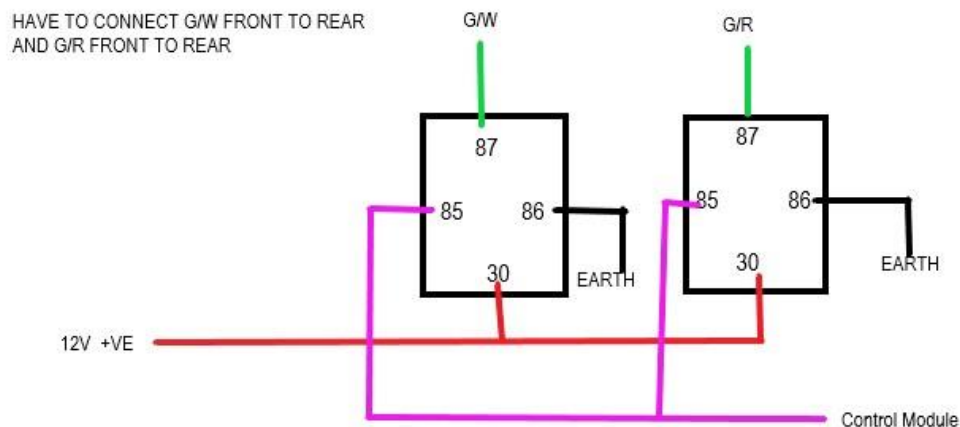 HAVE TO CONNECT G/W FRONT TO REAR
AND G/R FRONT TO REAR
G/W
G/R
87
87
85
86
85
86
30
30
EARTH
EARTH
12V +VE
Control Module